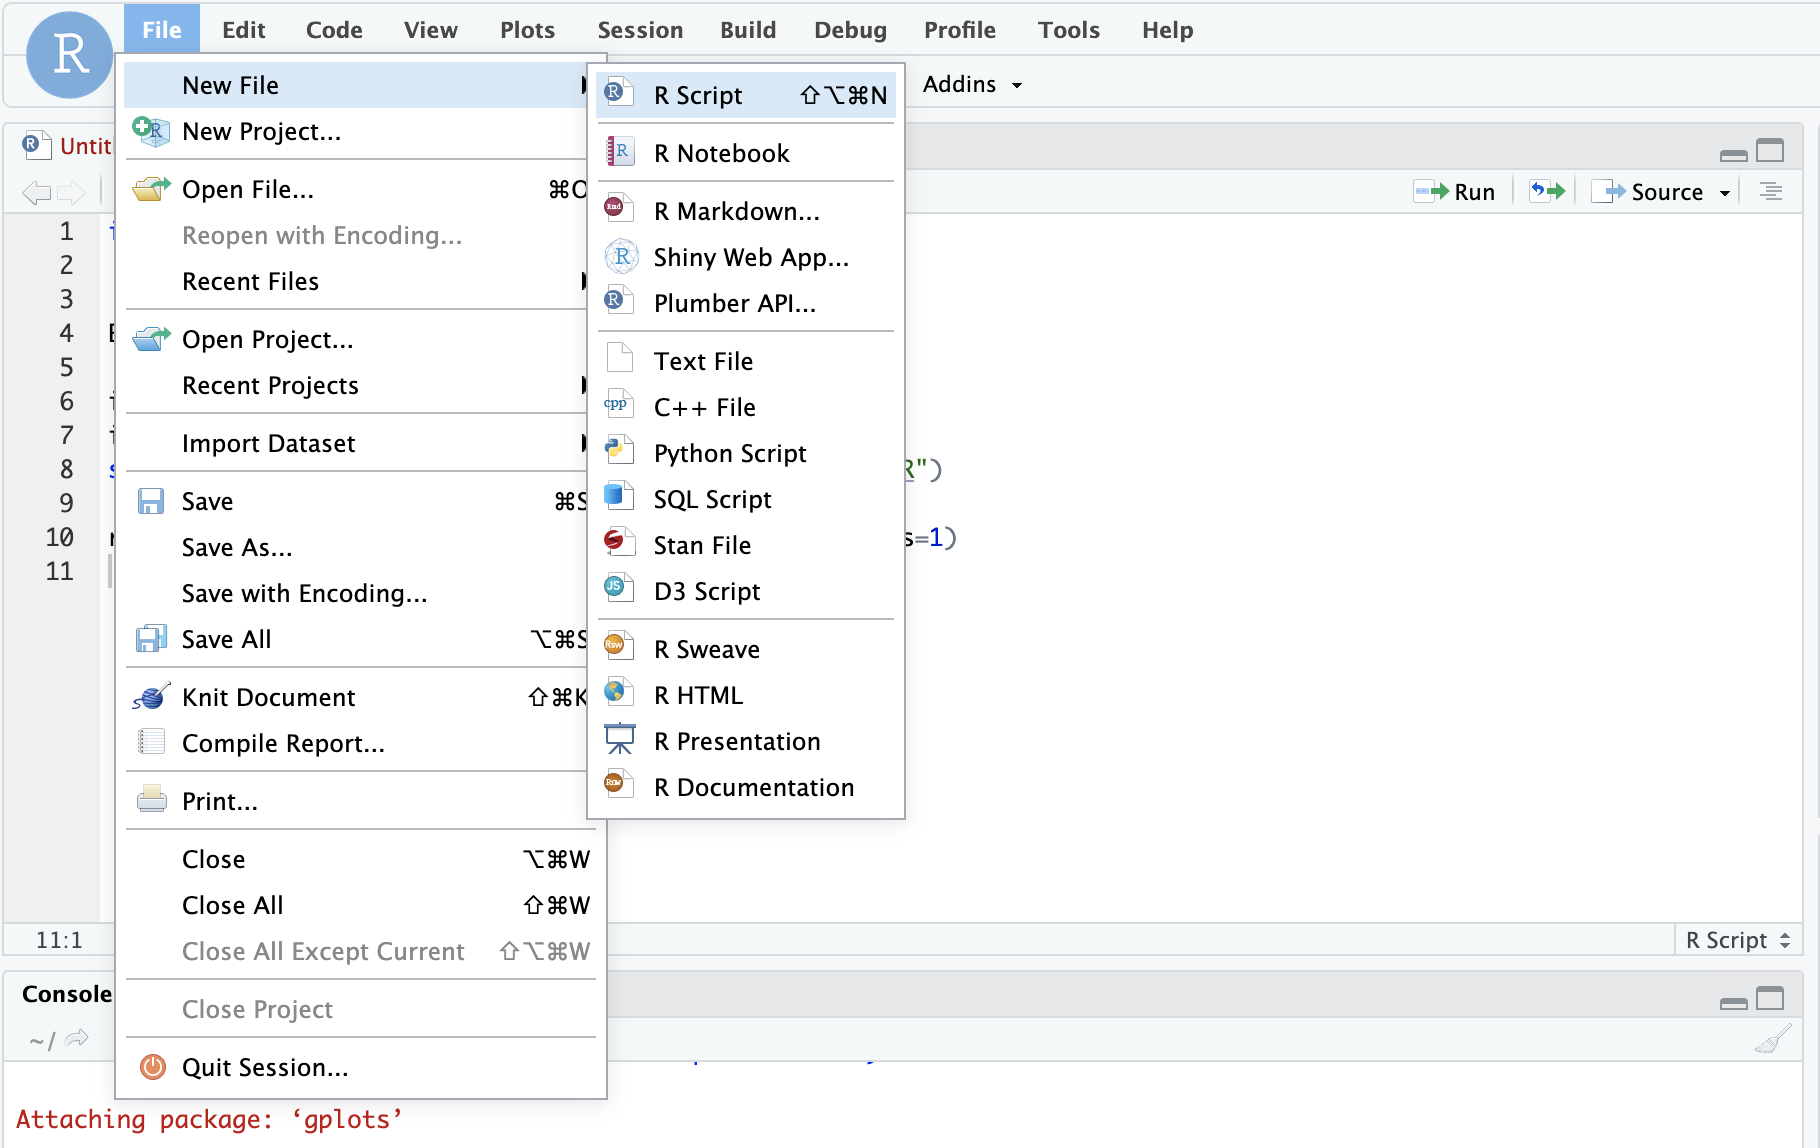 R
File Edit Code View Plots Session Build Debug Profile Tools Help
Addins
New File
New Project...
Open File... ⌘O
Reopen with Encoding...
Recent Files
Open Project...
Recent Projects
Import Dataset
Save ⌘S
Save As...
Save with Encoding...
Save All ⌥⌘S
Knit Document ⇧⌘K
Compile Report...
Print...
Close ⌥⌘W
Close All ⇧⌘W
Close All Except Current ⇧⌥⌘W
Close Project
Quit Session...
R Script ⇧⌥⌘N
R Notebook
R Markdown...
Shiny Web App...
Plumber API...
Text File
C++ File
Python Script
SQL Script
Stan File
D3 Script
R Sweave
R HTML
R Presentation
R Documentation
Run Source
1
2
3
4
5
6
7
8 R")
9
10 s=1)
11
11:1 R Script
Console
~/
Attaching package: ‘gplots’